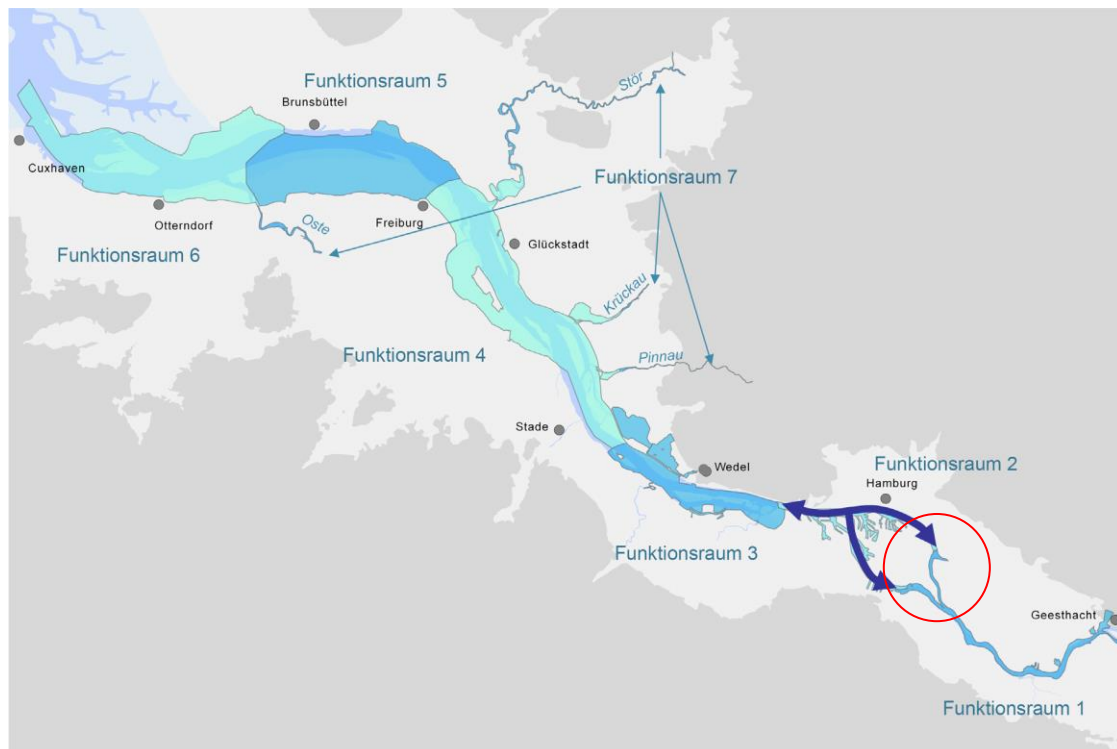 Funktionsraum 5
Brunsbüttel
Stör
Cuxhaven
Funktionsraum 7
Otterndorf
Oste
Freiburg
Glückstadt
Funktionsraum 6
Krückau
Funktionsraum 4
Pinnau
Stade
Wedel
Funktionsraum 2
Hamburg
Funktionsraum 3
Geesthacht
Funktionsraum 1